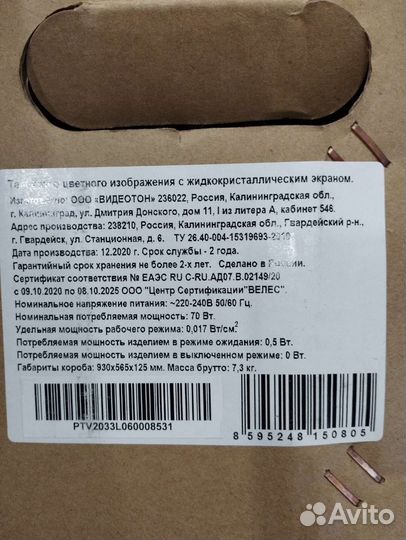 цветного изображения с жидкокристаллическим экраном.
ООО «ВИДЕОТОН» 236022, Россия, Калининградская обл.,
г. Калининград, ул. Дмитрия Донского, дом 11, I из литера А, кабинет 546.
Адрес производства: 238210, Россия, Калининградская обл., Гвардейский р-н.,
г. Гвардейск, ул. Станционная, д. 6. ТУ 26.40-004-15319693-2019
Дата производства 12.2020 г. Срок службы - 2 года.
Гарантийный срок хранения не более 2-х лет. Сделано в России.
Сертификат соответствия № ЕАЭС RU C-RU.АД07.В.02149/20
с 09.10.2020 по 08.10.2025 ООО "Центр Сертификации"ВЕЛЕС".
Номинальное напряжение питания: ~220-240В 50/60 Гц.
Номинальная потребляемая мощность: 70 Вт.
Удельная мощность рабочего режима: 0,017 Вт/см²
Потребляемая мощность изделием в режиме ожидания: 0,5 Вт.
Потребляемая мощность изделием в выключенном режиме: 0 Вт.
Габариты короба: 930х565х125 мм. Масса брутто: 7,3 кг.
PTV2033L060008531
8 595248 150805
Avito